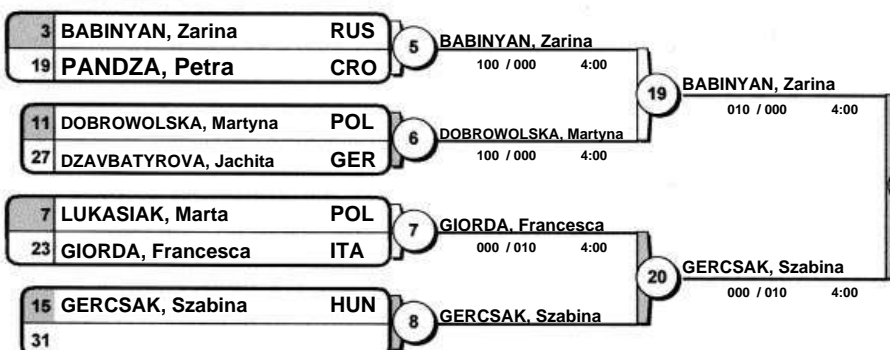 3 BABINYAN, Zarina RUS
19 PANDZA, Petra CRO
5
BABINYAN, Zarina
100 / 000 4:00
11 DOBROWOLSKA, Martyna POL
27 DZAVBATYROVA, Jachita GER
6
DOBROWOLSKA, Martyna
100 / 000 4:00
19
BABINYAN, Zarina
010 / 000 4:00
7 LUKASIAK, Marta POL
23 GIORDA, Francesca ITA
7
GIORDA, Francesca
000 / 010 4:00
15 GERCSAK, Szabina HUN
31
8
GERCSAK, Szabina
20
GERCSAK, Szabina
000 / 010 4:00